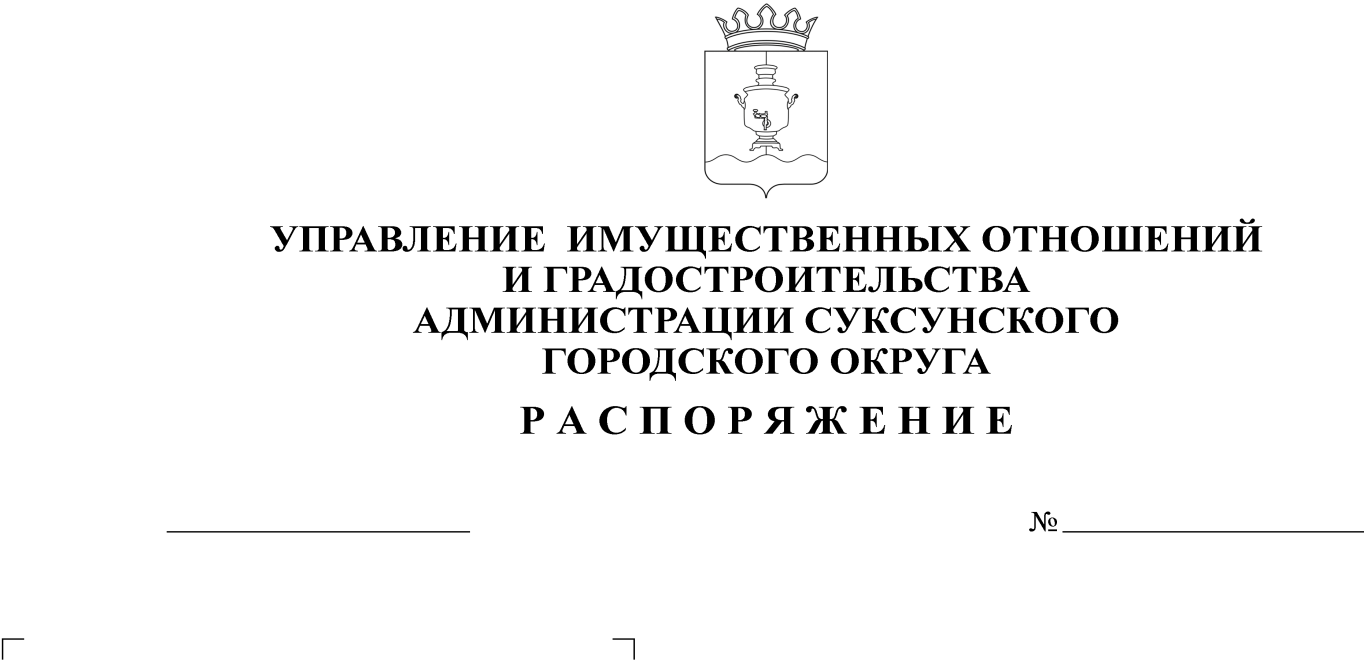 УПРАВЛЕНИЕ ИМУЩЕСТВЕННЫХ ОТНОШЕНИЙ
И ГРАДОСТРОИТЕЛЬСТВА
АДМИНИСТРАЦИИ СУКСУНСКОГО
ГОРОДСКОГО ОКРУГА
Р А С П О Р Я Ж Е Н И Е
№